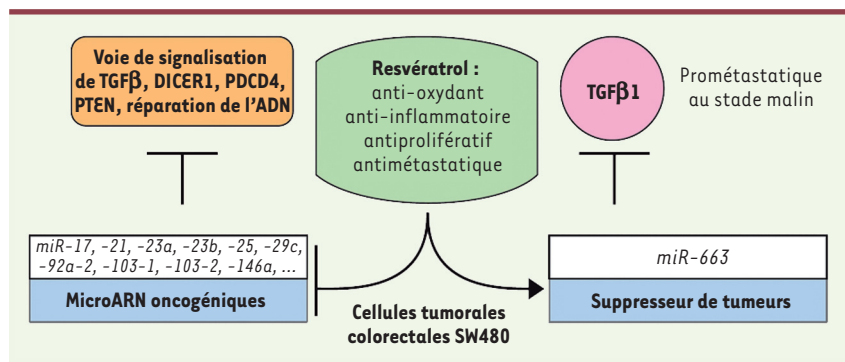 Voie de signalisation
de TGFβ, DICER1, PDCD4,
PTEN, réparation de l'ADN
Resvératrol :
anti-oxydant
anti-inflammatoire
antiprolifératif
antimétastatique
TGFβ1
Prométastatique
au stade malin
miR-17, -21, -23a, -23b, -25, -29c,
-92a-2, -103-1, -103-2, -146a, ...
MicroARN oncogéniques
Cellules tumorales
colorectales SW480
miR-663
Suppresseur de tumeurs